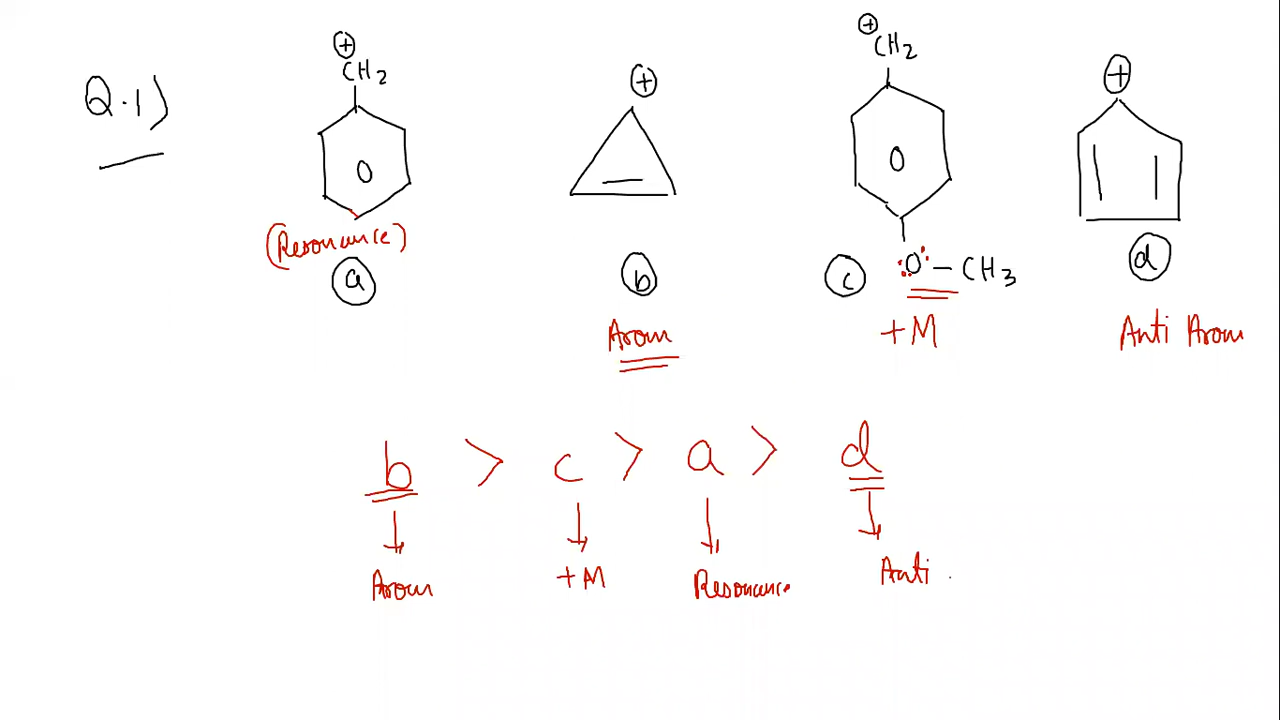 Q.1)
⊕
CH2
(Resonance)
a
⊕
b
Arom
⊕
CH2
:O – CH3
c
+M
⊕
d
Anti Arom
b > c > a > d
Arom +M Resonance Anti